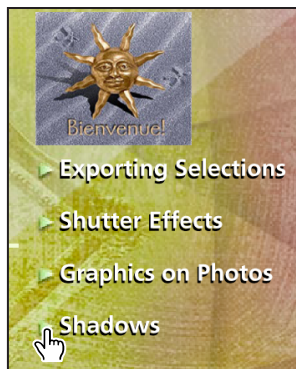 Bienvenue!
Exporting Selections
Shutter Effects
Graphics on Photos
Shadows